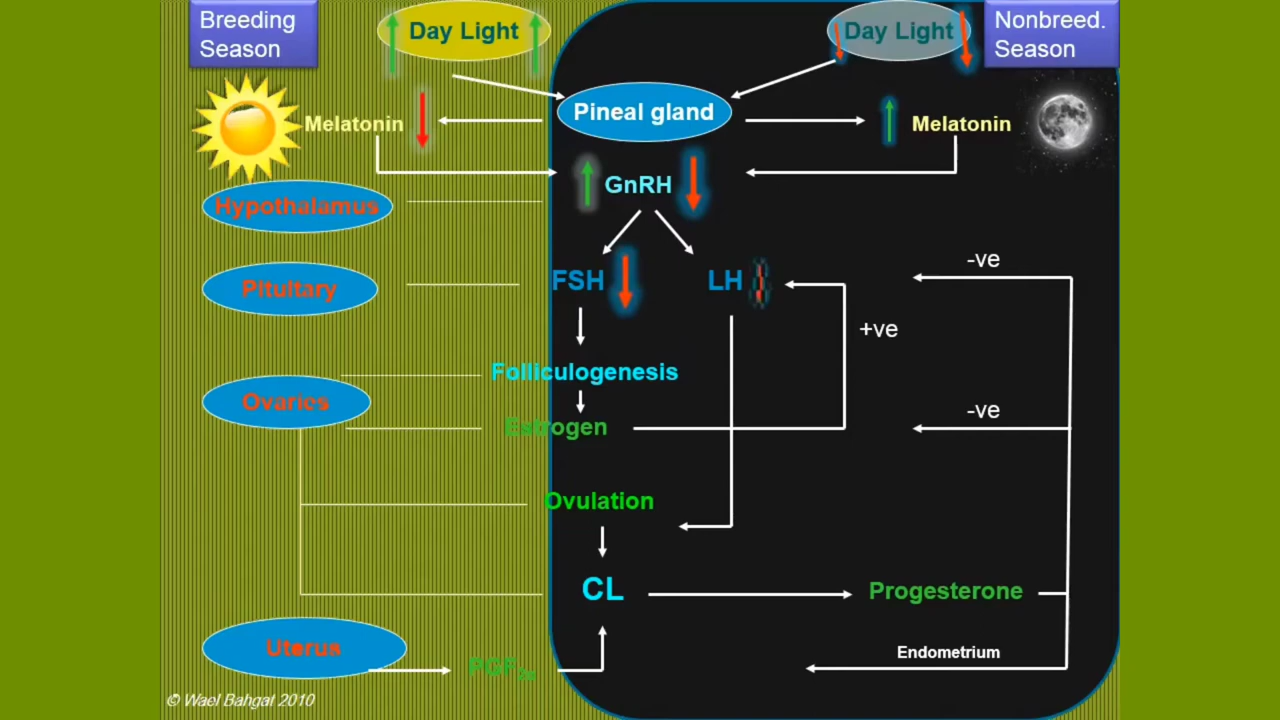 Breeding
Season
Day Light
Day Light
Nonbreed.
Season
Pineal gland
Melatonin
Melatonin
GnRH
Hypothalamus
-ve
FSH
LH
Pituitary
+ve
Folliculogenesis
Ovaries
-ve
Estrogen
Ovulation
CL
Progesterone
Uterus
Endometrium
PGF2α
© Wael Bahgat 2010